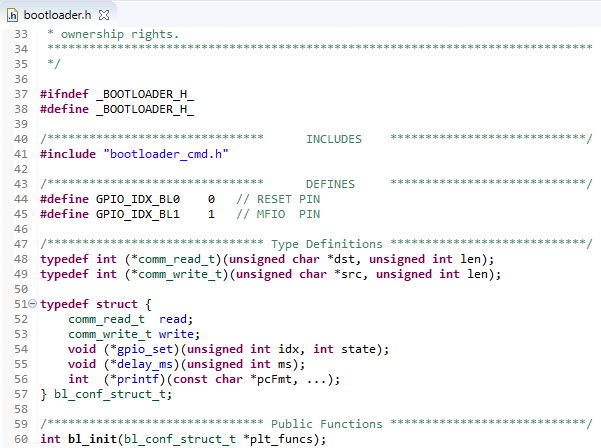 bootloader.h
33 * ownership rights.
34 *******************************************************************************
35 */
36
37 #ifndef _BOOTLOADER_H_
38 #define _BOOTLOADER_H_
39
40 /******************************* INCLUDES ****************************/
41 #include "bootloader_cmd.h"
42
43 /******************************* DEFINES ****************************/
44 #define GPIO_IDX_BL0 0 // RESET PIN
45 #define GPIO_IDX_BL1 1 // MFIO PIN
46
47 /******************************* Type Definitions ****************************/
48 typedef int (*comm_read_t)(unsigned char *dst, unsigned int len);
49 typedef int (*comm_write_t)(unsigned char *src, unsigned int len);
50
51 typedef struct {
52 comm_read_t read;
53 comm_write_t write;
54 void (*gpio_set)(unsigned int idx, int state);
55 void (*delay_ms)(unsigned int ms);
56 int (*printf)(const char *pcFmt, ...);
57 } bl_conf_struct_t;
58
59 /******************************* Public Functions ****************************/
60 int bl_init(bl_conf_struct_t *plt_funcs);